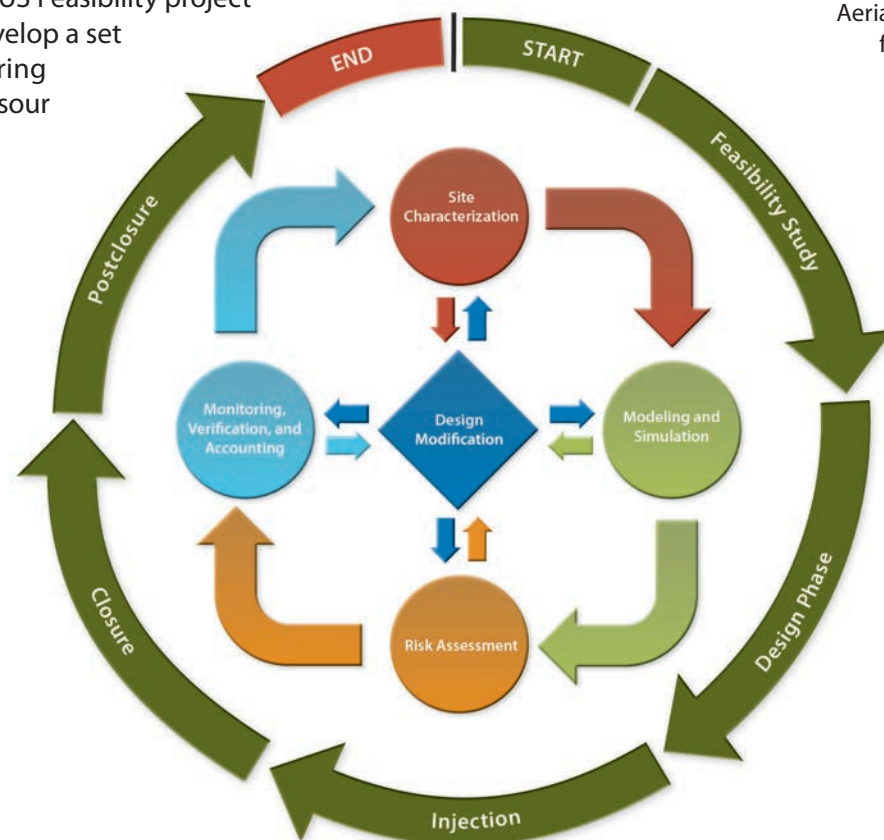 03 Feasibility project
velop a set
ring
sour
Aeria
f
END
START
Feasibility Study
Design Phase
Injection
Closure
Postclosure
Site
Characterization
Modeling and
Simulation
Risk Assessment
Monitoring,
Verification, and
Accounting
Design
Modification